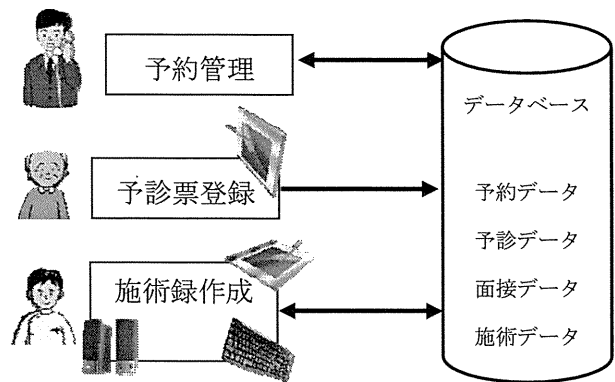 予約管理
予診票登録
施術録作成
データベース
予約データ
予診データ
面接データ
施術データ